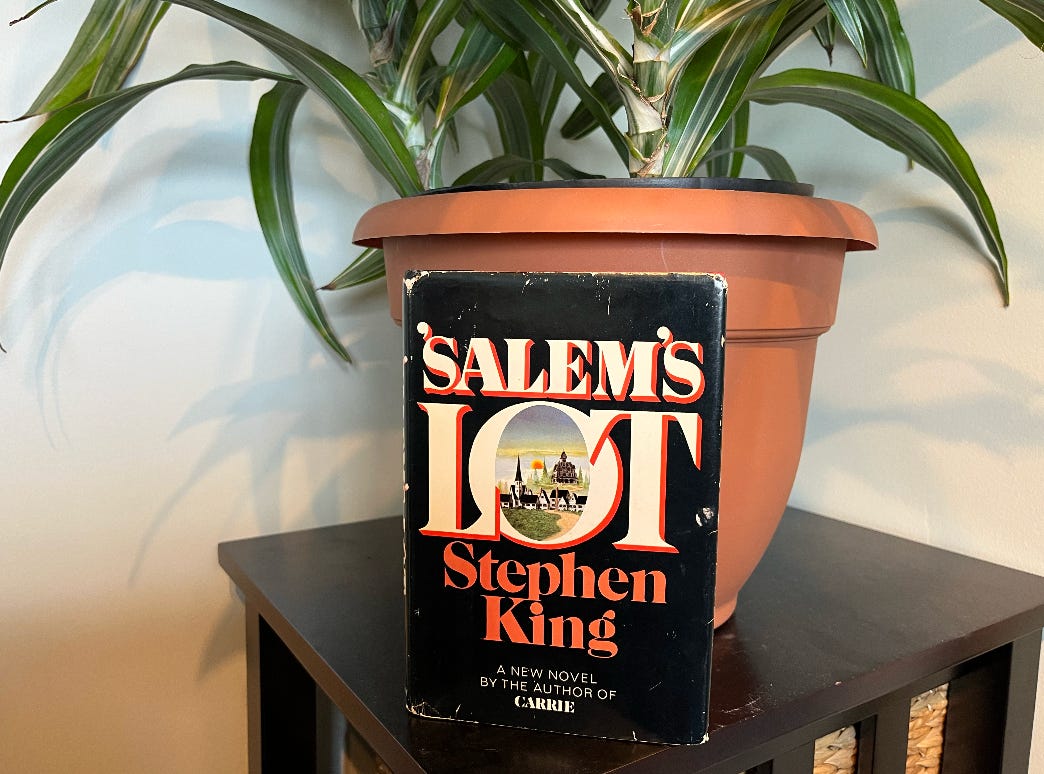 'SALEM'S
LOT
Stephen
King
A NEW NOVEL
BY THE AUTHOR OF
CARRIE